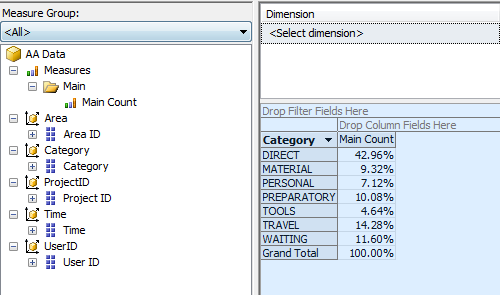 Measure Group:
<All>
AA Data
Measures
Main
Main Count
Area
Area ID
Category
Category
ProjectID
Project ID
Time
Time
UserID
User ID
Dimension
<Select dimension>
Drop Filter Fields Here
Drop Column Fields Here
Category Main Count
DIRECT 42.96%
MATERIAL 9.32%
PERSONAL 7.12%
PREPARATORY 10.08%
TOOLS 4.64%
TRAVEL 14.28%
WAITING 11.60%
Grand Total 100.00%